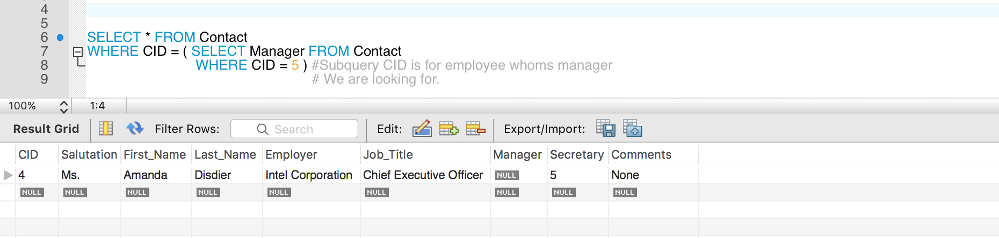 4
5
6 SELECT * FROM Contact
7 WHERE CID = ( SELECT Manager FROM Contact
8 WHERE CID = 5 ) #Subquery CID is for employee whoms manager
9 # We are looking for.
100% 1:4
Result Grid Filter Rows: Search Edit: Export/Import:
CID Salutation First_Name Last_Name Employer Job_Title Manager Secretary Comments
4 Ms. Amanda Disdier Intel Corporation Chief Executive Officer NULL 5 None
NULL NULL NULL NULL NULL NULL NULL NULL NULL